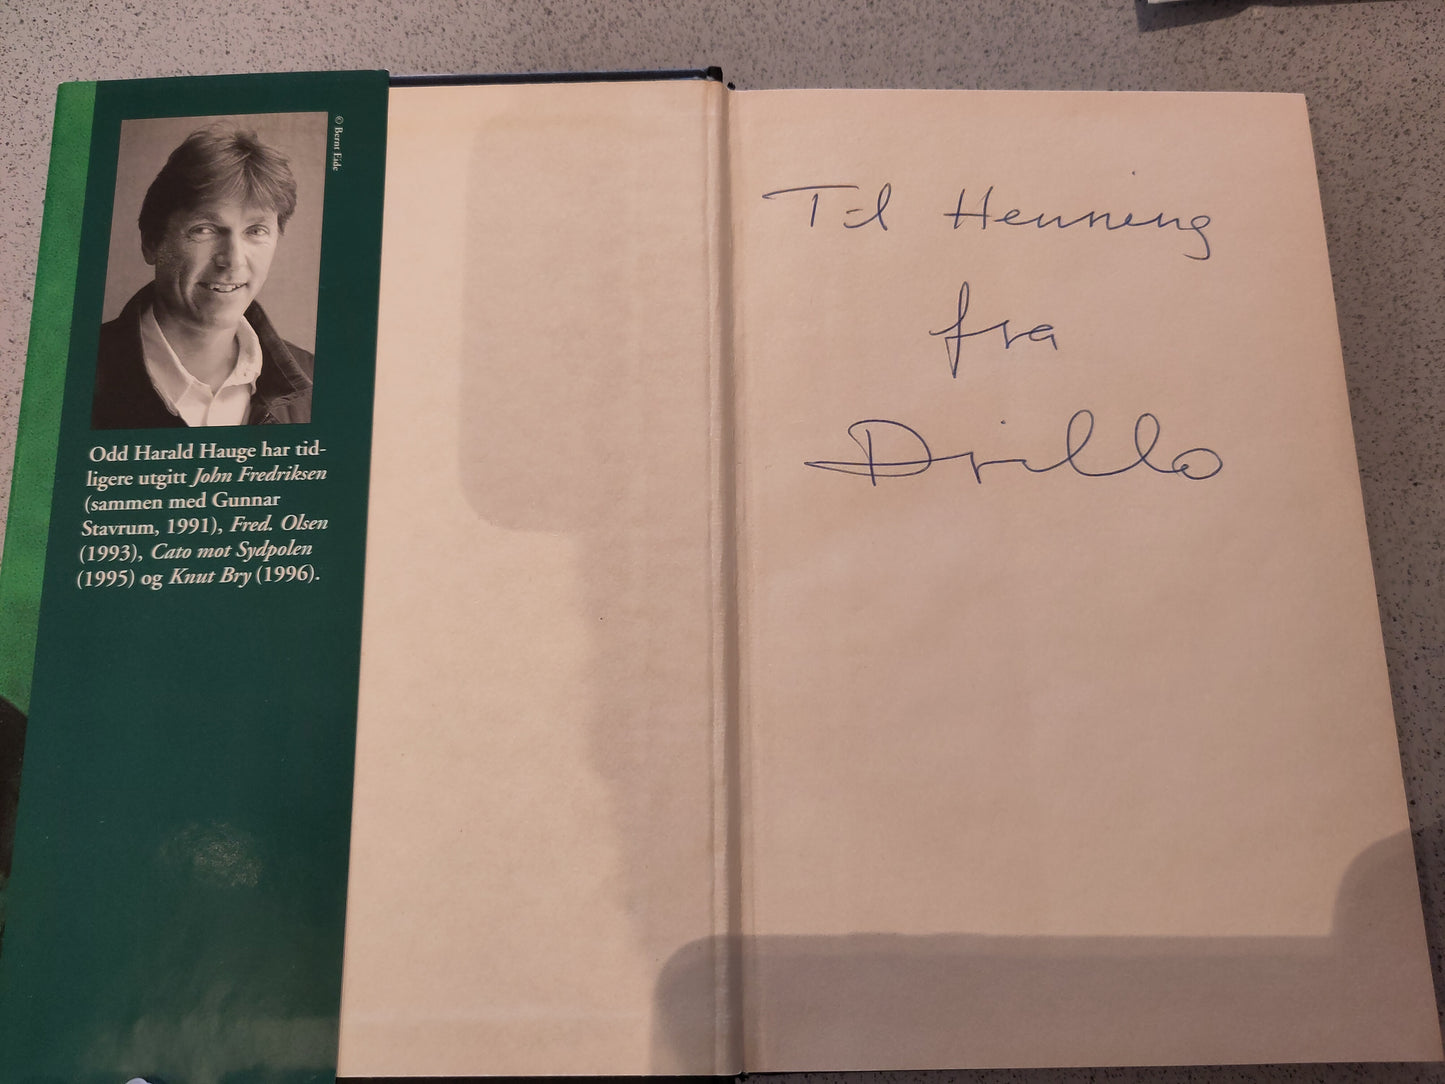 © Bernt Eide
Odd Harald Hauge har tid-
ligere utgitt John Fredriksen
(sammen med Gunnar
Stavrum, 1991), Fred. Olsen
(1993), Cato mot Sydpolen
(1995) og Knut Bry (1996).
Til Henning
fra
Drillo